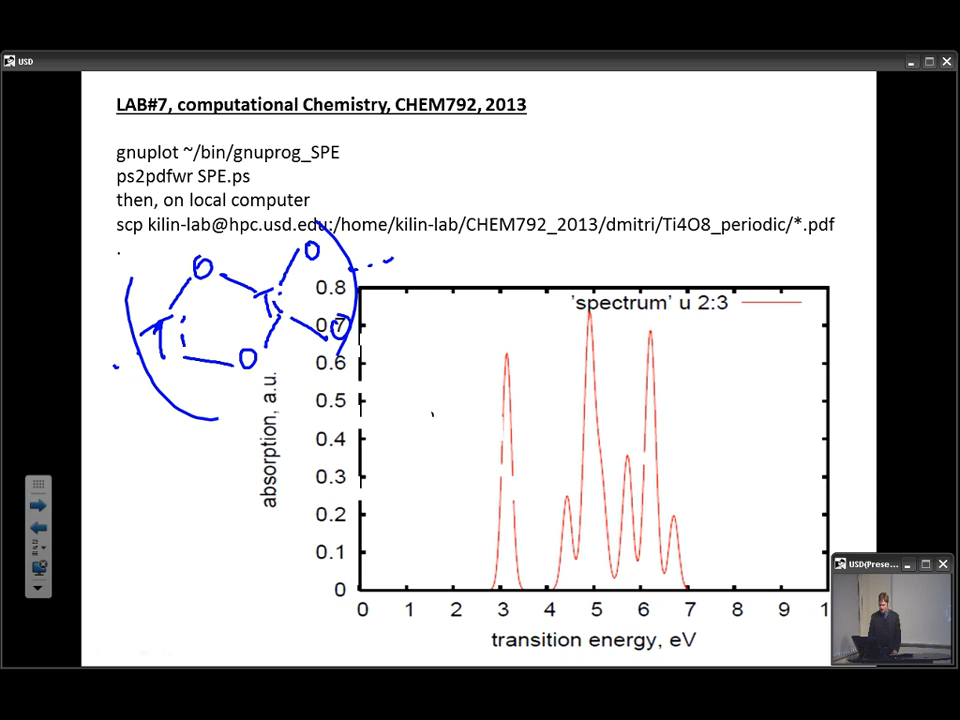 USD
LAB#7, computational Chemistry, CHEM792, 2013
gnuplot ~/bin/gnuprog_SPE
ps2pdfwr SPE.ps
then, on local computer
scp kilin-lab@hpc.usd.edu:/home/kilin-lab/CHEM792_2013/dmitri/Ti4O8_periodic/*.pdf
.
O
O
T
T
O
O
'spectrum' u 2:3
0.8
0.7
0.6
0.5
0.4
0.3
0.2
0.1
0
absorption, a.u.
0 1 2 3 4 5 6 7 8 9 1
transition energy, eV
USD(Prese...